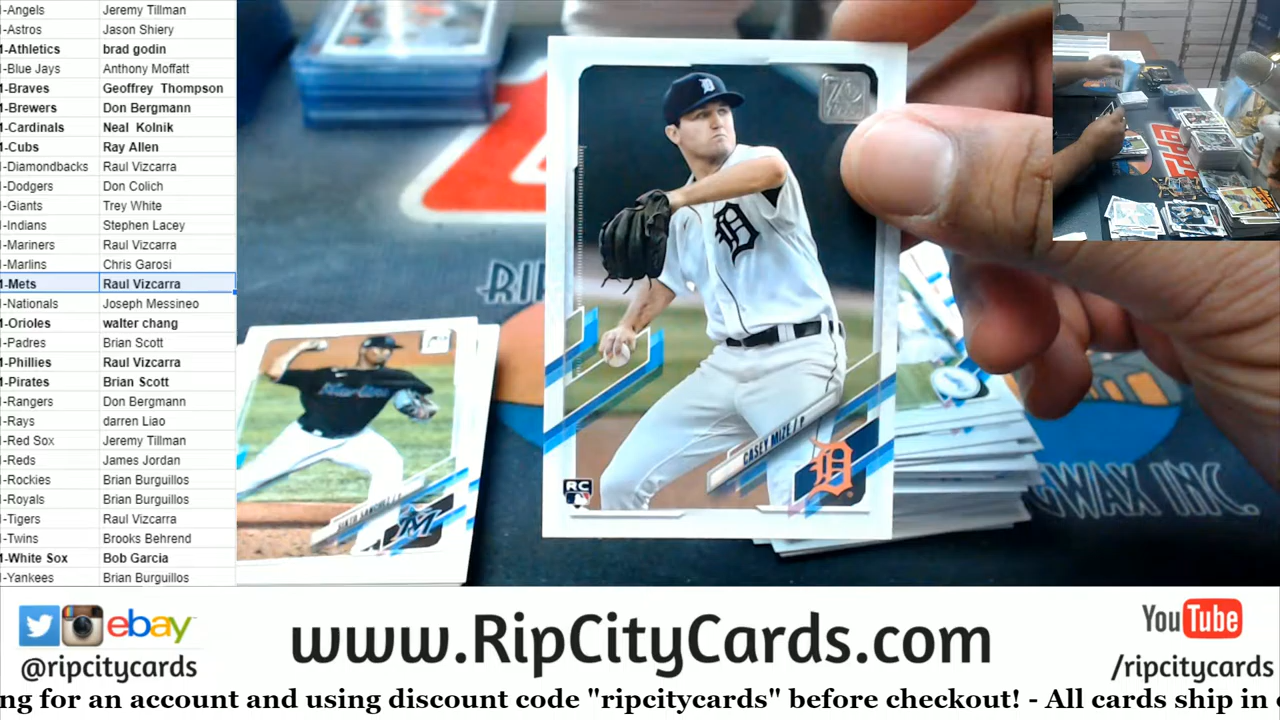 I-Angels Jeremy Tillman
I-Astros Jason Shiery
I-Athletics brad godin
I-Blue Jays Anthony Moffatt
I-Braves Geoffrey Thompson
I-Brewers Don Bergmann
I-Cardinals Neal Kolnik
I-Cubs Ray Allen
I-Diamondbacks Raul Vizcarra
I-Dodgers Don Colich
I-Giants Trey White
I-Indians Stephen Lacey
I-Mariners Raul Vizcarra
I-Marlins Chris Garosi
I-Mets Raul Vizcarra
I-Nationals Joseph Messineo
I-Orioles walter chang
I-Padres Brian Scott
I-Phillies Raul Vizcarra
I-Pirates Brian Scott
I-Rangers Don Bergmann
I-Rays darren Liao
I-Red Sox Jeremy Tillman
I-Reds James Jordan
I-Rockies Brian Burguillos
I-Royals Brian Burguillos
I-Tigers Raul Vizcarra
I-Twins Brooks Behrend
I-White Sox Bob Garcia
I-Yankees Brian Burguillos
70
D
D
CASEY MIZE / P
D
RC
RI
GWAX INC.
M
ebay
@ripcitycards
www.RipCityCards.com
YouTube
/ripcitycards
ng for an account and using discount code "ripcitycards" before checkout! - All cards ship in